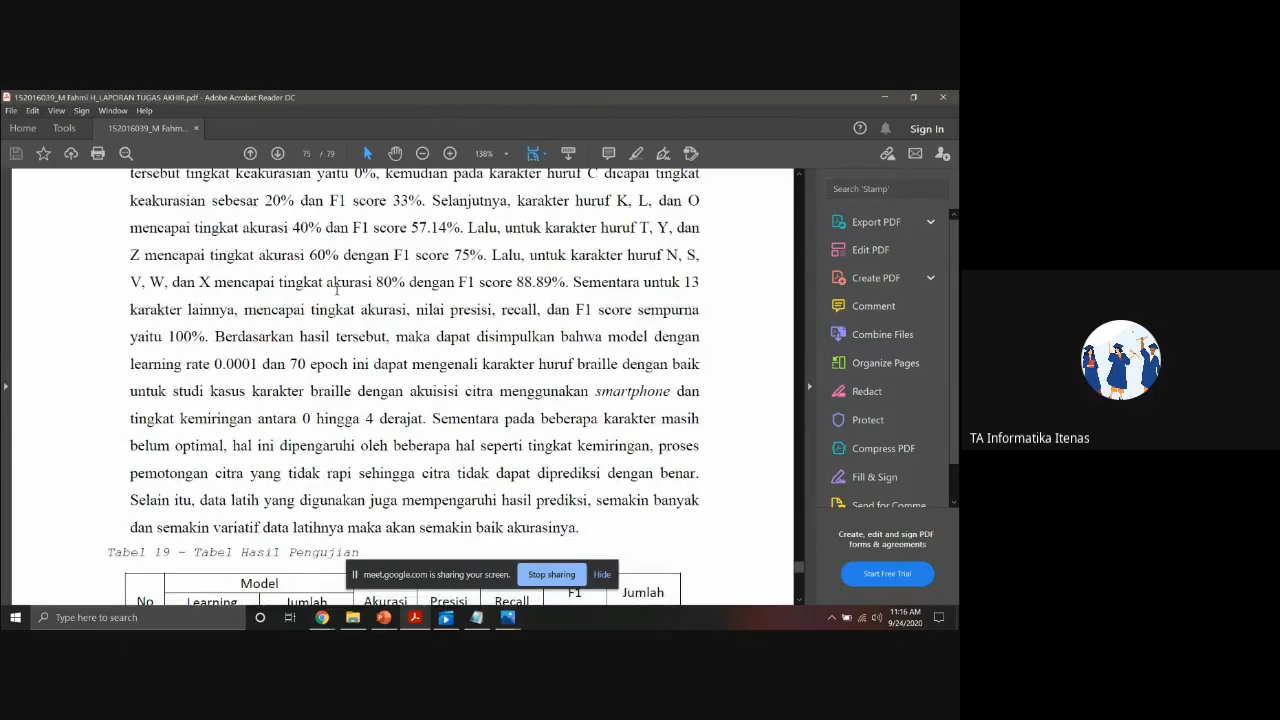 152016039_M Fahmi H_LAPORAN TUGAS AKHIR.pdf - Adobe Acrobat Reader DC
File Edit View Sign Window Help
Home Tools 152016039_M Fahm... × Sign In
75 / 79 138%
tersebut tingkat keakurasian yaitu 0%, kemudian pada karakter huruf C dicapai tingkat
keakurasian sebesar 20% dan F1 score 33%. Selanjutnya, karakter huruf K, L, dan O
mencapai tingkat akurasi 40% dan F1 score 57.14%. Lalu, untuk karakter huruf T, Y, dan
Z mencapai tingkat akurasi 60% dengan F1 score 75%. Lalu, untuk karakter huruf N, S,
V, W, dan X mencapai tingkat akurasi 80% dengan F1 score 88.89%. Sementara untuk 13
karakter lainnya, mencapai tingkat akurasi, nilai presisi, recall, dan F1 score sempurna
yaitu 100%. Berdasarkan hasil tersebut, maka dapat disimpulkan bahwa model dengan
learning rate 0.0001 dan 70 epoch ini dapat mengenali karakter huruf braille dengan baik
untuk studi kasus karakter braille dengan akuisisi citra menggunakan smartphone dan
tingkat kemiringan antara 0 hingga 4 derajat. Sementara pada beberapa karakter masih
belum optimal, hal ini dipengaruhi oleh beberapa hal seperti tingkat kemiringan, proses
pemotongan citra yang tidak rapi sehingga citra tidak dapat diprediksi dengan benar.
Selain itu, data latih yang digunakan juga mempengaruhi hasil prediksi, semakin banyak
dan semakin variatif data latihnya maka akan semakin baik akurasinya.
Tabel 19 - Tabel Hasil Pengujian
Model
No Learning Jumlah Akurasi Presisi Recall F1 Jumlah
meet.google.com is sharing your screen. Stop sharing Hide
Search 'Stamp'
Export PDF
Edit PDF
Create PDF
Comment
Combine Files
Organize Pages
Redact
Protect
Compress PDF
Fill & Sign
Send for Comme
Create, edit and sign PDF
forms & agreements
Start Free Trial
Type here to search
11:16 AM
9/24/2020
TA Informatika Itenas